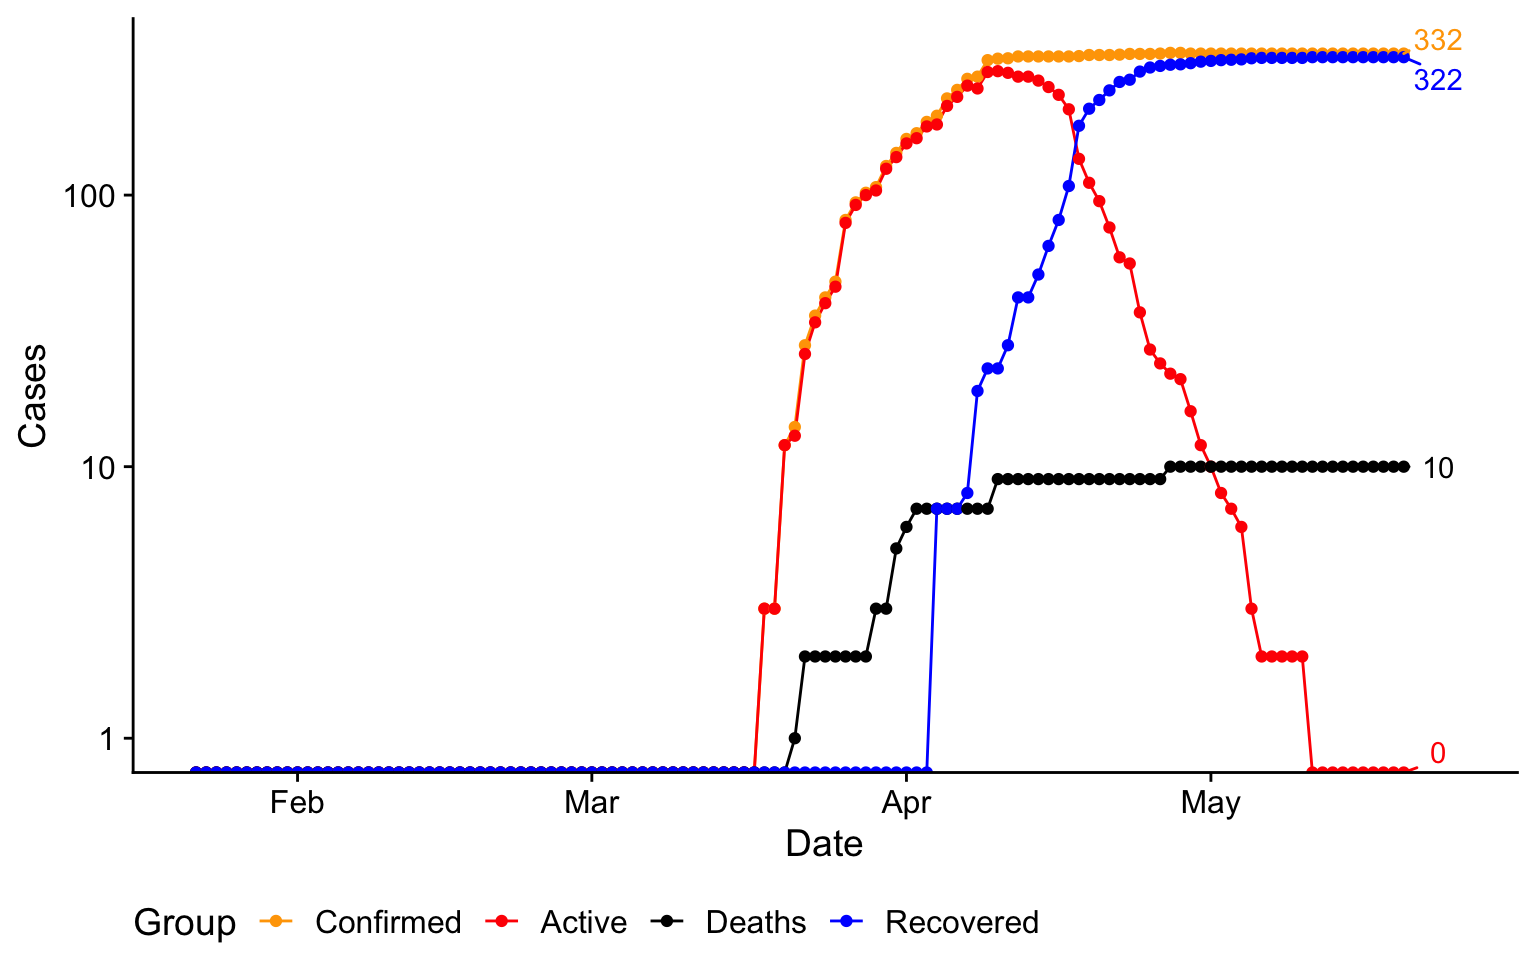 332
322
100
10
10
1
0
Cases
Feb Mar Apr May
Date
Group Confirmed Active Deaths Recovered